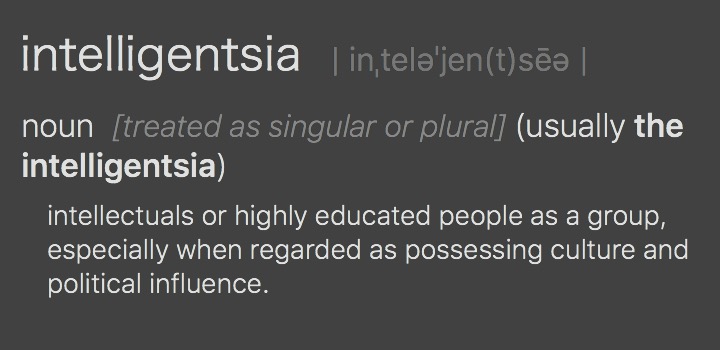 intelligentsia | inˌteləˈjen(t)sēə |
noun [treated as singular or plural] (usually the
intelligentsia)
intellectuals or highly educated people as a group,
especially when regarded as possessing culture and
political influence.